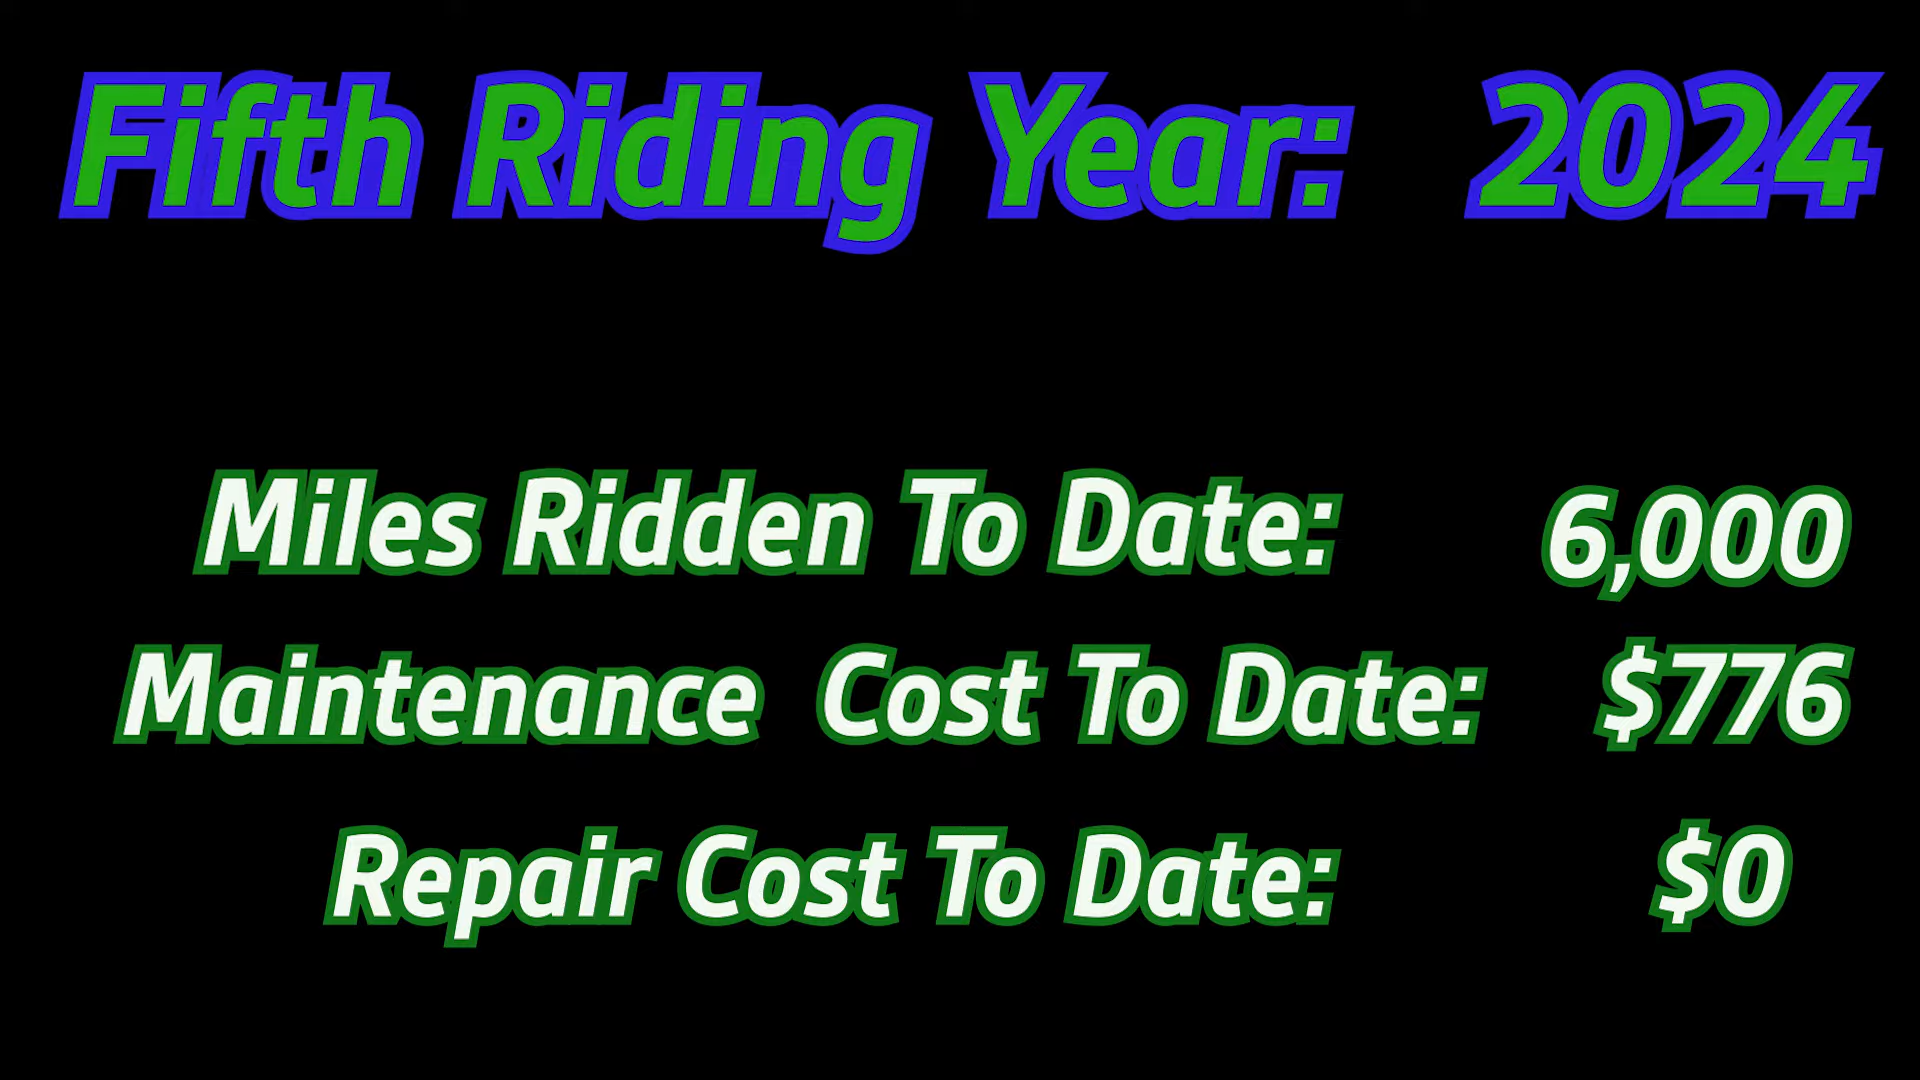 Fifth Riding Year: 2024
Miles Ridden To Date: 6,000
Maintenance Cost To Date: $776
Repair Cost To Date: $0